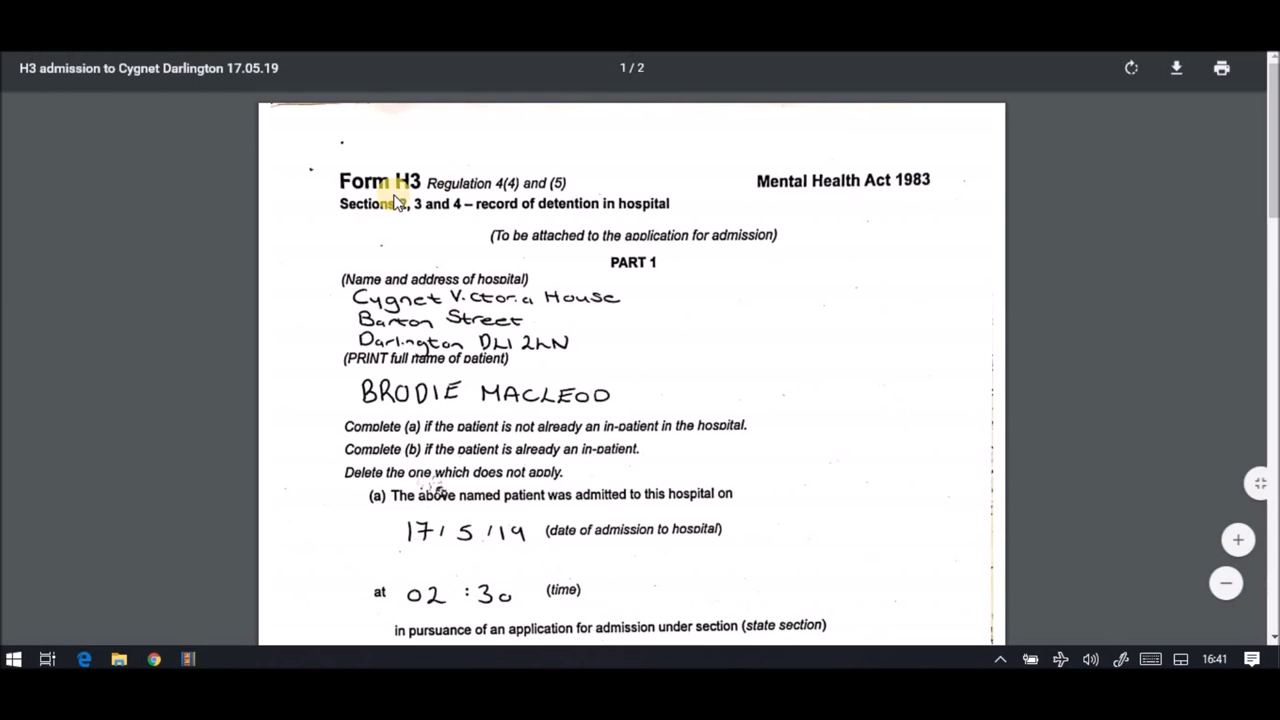 H3 admission to Cygnet Darlington 17.05.19
1 / 2
Form H3 Regulation 4(4) and (5)
Mental Health Act 1983
Sections 2, 3 and 4 – record of detention in hospital
(To be attached to the application for admission)
PART 1
(Name and address of hospital)
Cygnet Victoria House
Barton Street
Darlington DL1 2LN
(PRINT full name of patient)
BRODIE MACLEOD
Complete (a) if the patient is not already an in-patient in the hospital.
Complete (b) if the patient is already an in-patient.
Delete the one which does not apply.
(a) The above named patient was admitted to this hospital on
17/ 5 /19 (date of admission to hospital)
at 02 :30 (time)
in pursuance of an application for admission under section (state section)
16:41